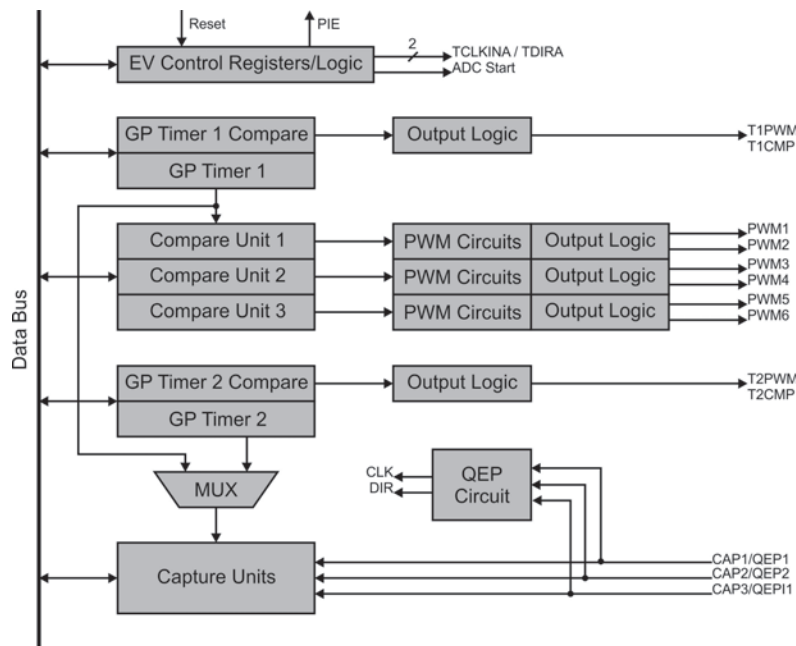 Reset
PIE
EV Control Registers/Logic
2
TCLKINA / TDIRA
ADC Start
GP Timer 1 Compare
Output Logic
T1PWM
T1CMP
GP Timer 1
Compare Unit 1
PWM Circuits
Output Logic
PWM1
PWM2
Compare Unit 2
PWM Circuits
Output Logic
PWM3
PWM4
Compare Unit 3
PWM Circuits
Output Logic
PWM5
PWM6
Data Bus
GP Timer 2 Compare
Output Logic
T2PWM
T2CMP
GP Timer 2
MUX
CLK
DIR
QEP
Circuit
Capture Units
CAP1/QEP1
CAP2/QEP2
CAP3/QEPI1